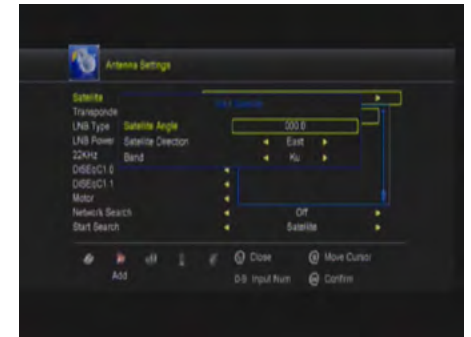 Antenna Settings
Satellite
Transponde
LNB Type Satellite Angle 000.0
LNB Power Satellite Direction East
22KHz Band Ku
DiSEqC1.0
DiSEqC1.1
Motor
Network Search Off
Start Search Satellite
Close Move Cursor
Add 0-9 Input Num Confirm